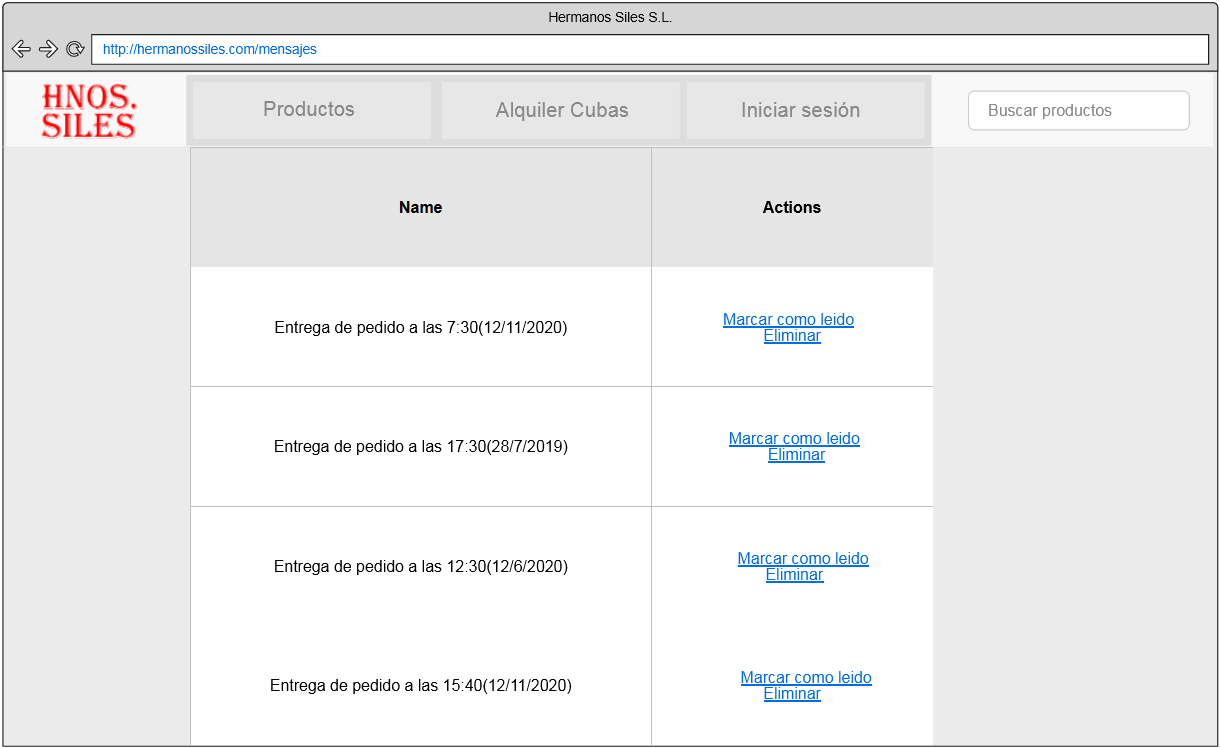 Hermanos Siles S.L.
http://hermanossiles.com/mensajes
HNOS.
SILES
Productos
Alquiler Cubas
Iniciar sesión
Buscar productos
Name
Actions
Entrega de pedido a las 7:30(12/11/2020)
Marcar como leido
Eliminar
Entrega de pedido a las 17:30(28/7/2019)
Marcar como leido
Eliminar
Entrega de pedido a las 12:30(12/6/2020)
Marcar como leido
Eliminar
Entrega de pedido a las 15:40(12/11/2020)
Marcar como leido
Eliminar